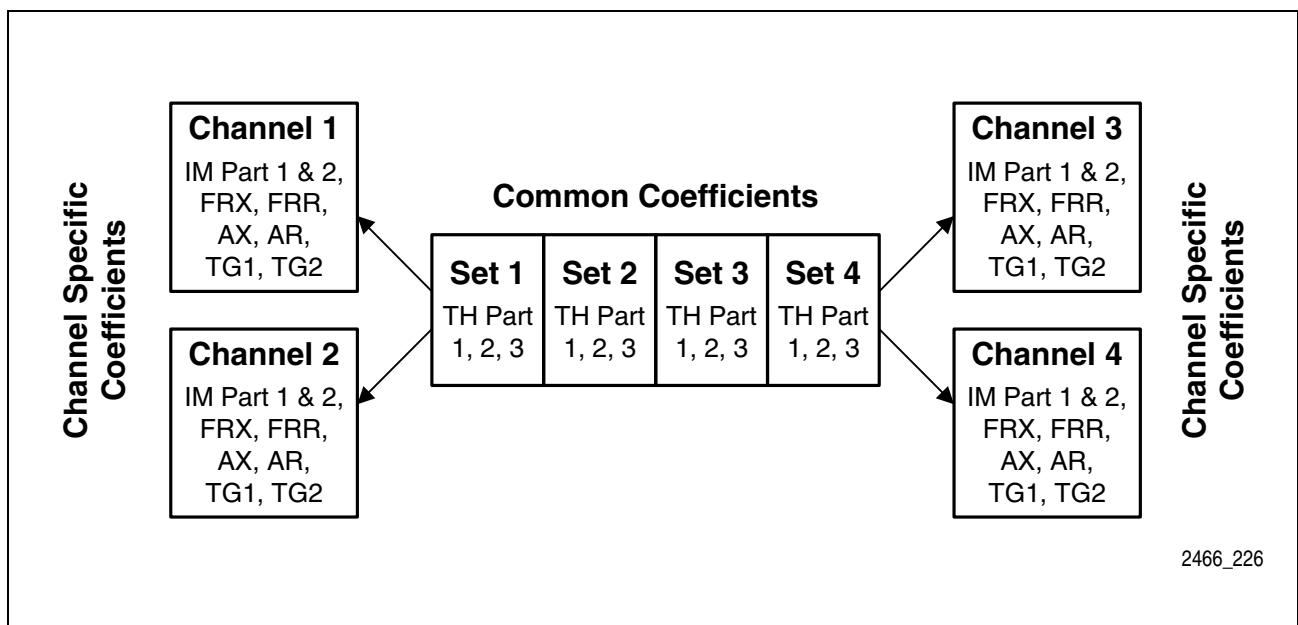 Channel Specific
Coefficients
Channel 1
IM Part 1 & 2,
FRX, FRR,
AX, AR,
TG1, TG2
Channel 2
IM Part 1 & 2,
FRX, FRR,
AX, AR,
TG1, TG2
Common Coefficients
Set 1
TH Part
1, 2, 3
Set 2
TH Part
1, 2, 3
Set 3
TH Part
1, 2, 3
Set 4
TH Part
1, 2, 3
Channel 3
IM Part 1 & 2,
FRX, FRR,
AX, AR,
TG1, TG2
Channel 4
IM Part 1 & 2,
FRX, FRR,
AX, AR,
TG1, TG2
Channel Specific
Coefficients
2466_226